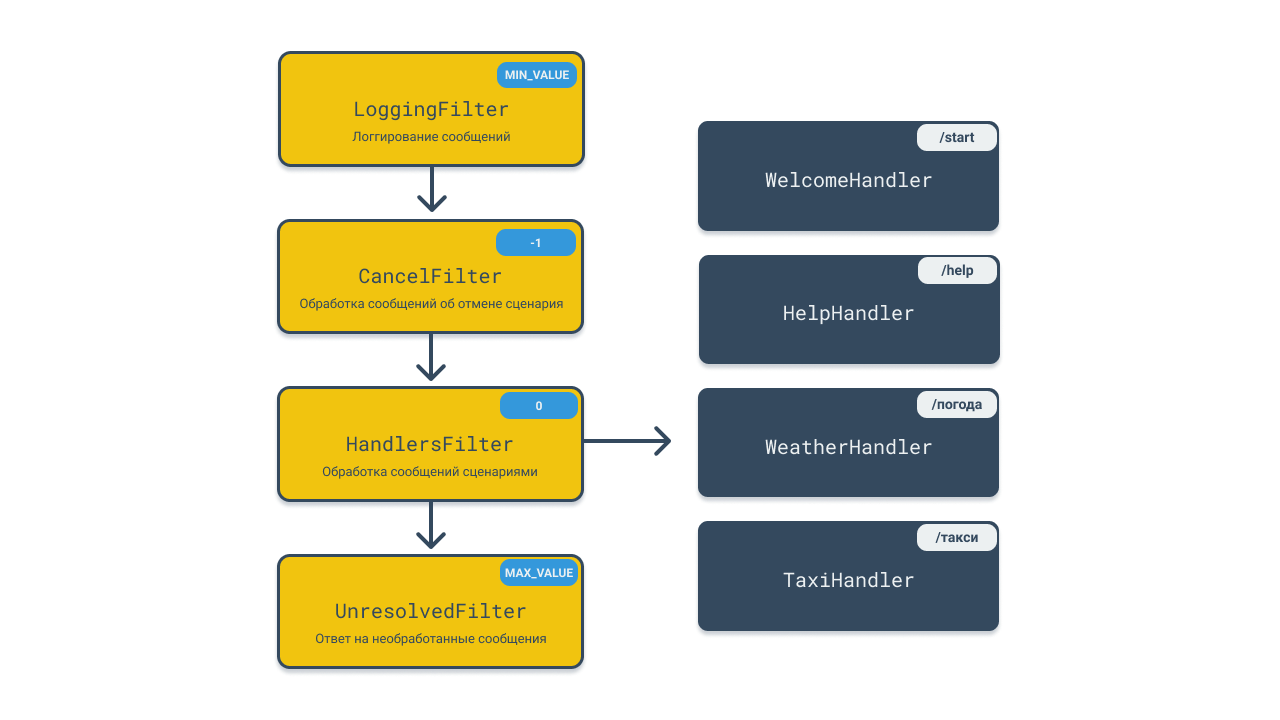 MIN_VALUE
LoggingFilter
Логгирование сообщений
-1
CancelFilter
Обработка сообщений об отмене сценария
0
HandlersFilter
Обработка сообщений сценариями
MAX_VALUE
UnresolvedFilter
Ответ на необработанные сообщения
/start
WelcomeHandler
/help
HelpHandler
/погода
WeatherHandler
/такси
TaxiHandler